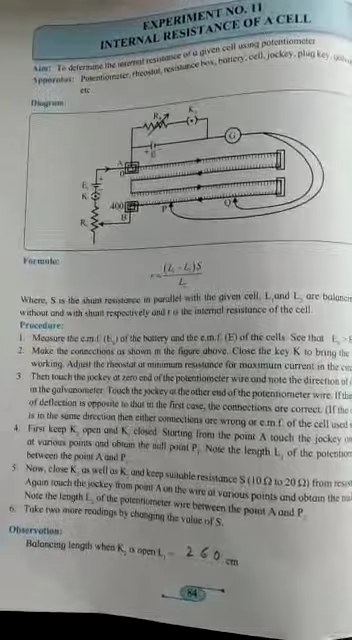 EXPERIMENT NO. 11
INTERNAL RESISTANCE OF A CELL
Aim: To determine the internal resistance of a given cell using potentiometer
Apparatus: Potentiometer, rheostat, resistance box, battery, cell, jockey, plug key,
etc
Diagram
R K
G
E
A
0
E
K
400
B
R
P
Q
Formula:
r = (L₁ - L₂)S
L₂
Where, S is the shunt resistance in parallel with the given cell, L₁ and L₂ are balancin
without and with shunt respectively and r is the internal resistance of the cell.
Procedure:
1. Measure the e.m.f. (E₁) of the battery and the e.m.f. (E) of the cells. See that E₁ >
2. Make the connections as shown in the figure above. Close the key K to bring the
working. Adjust the rheostat at minimum resistance for maximum current in the
3. Then touch the jockey at zero end of the potentiometer wire and note the direction of
in the galvanometer. Touch the jockey at the other end of the potentiometer wire. If the
of deflection is opposite to that in the first case, the connections are correct. (If the
is in the same direction then either connections are wrong or e.m.f. of the cell used
4. First keep K₂ open and K₁ closed. Starting from the point A touch the jockey on
at various points and obtain the null point P. Note the length L₁ of the potention
between the point A and P.
5. Now, close K₂ as well as K₁ and keep suitable resistance S (10 Ω to 20 Ω) from
Again touch the jockey from point A on the wire at various points and obtain the
Note the length L₂ of the potentiometer wire between the point A and P.
6. Take two more readings by changing the value of S.
Observation:
Balancing length when K₂ is open L₁ = 260 cm
84